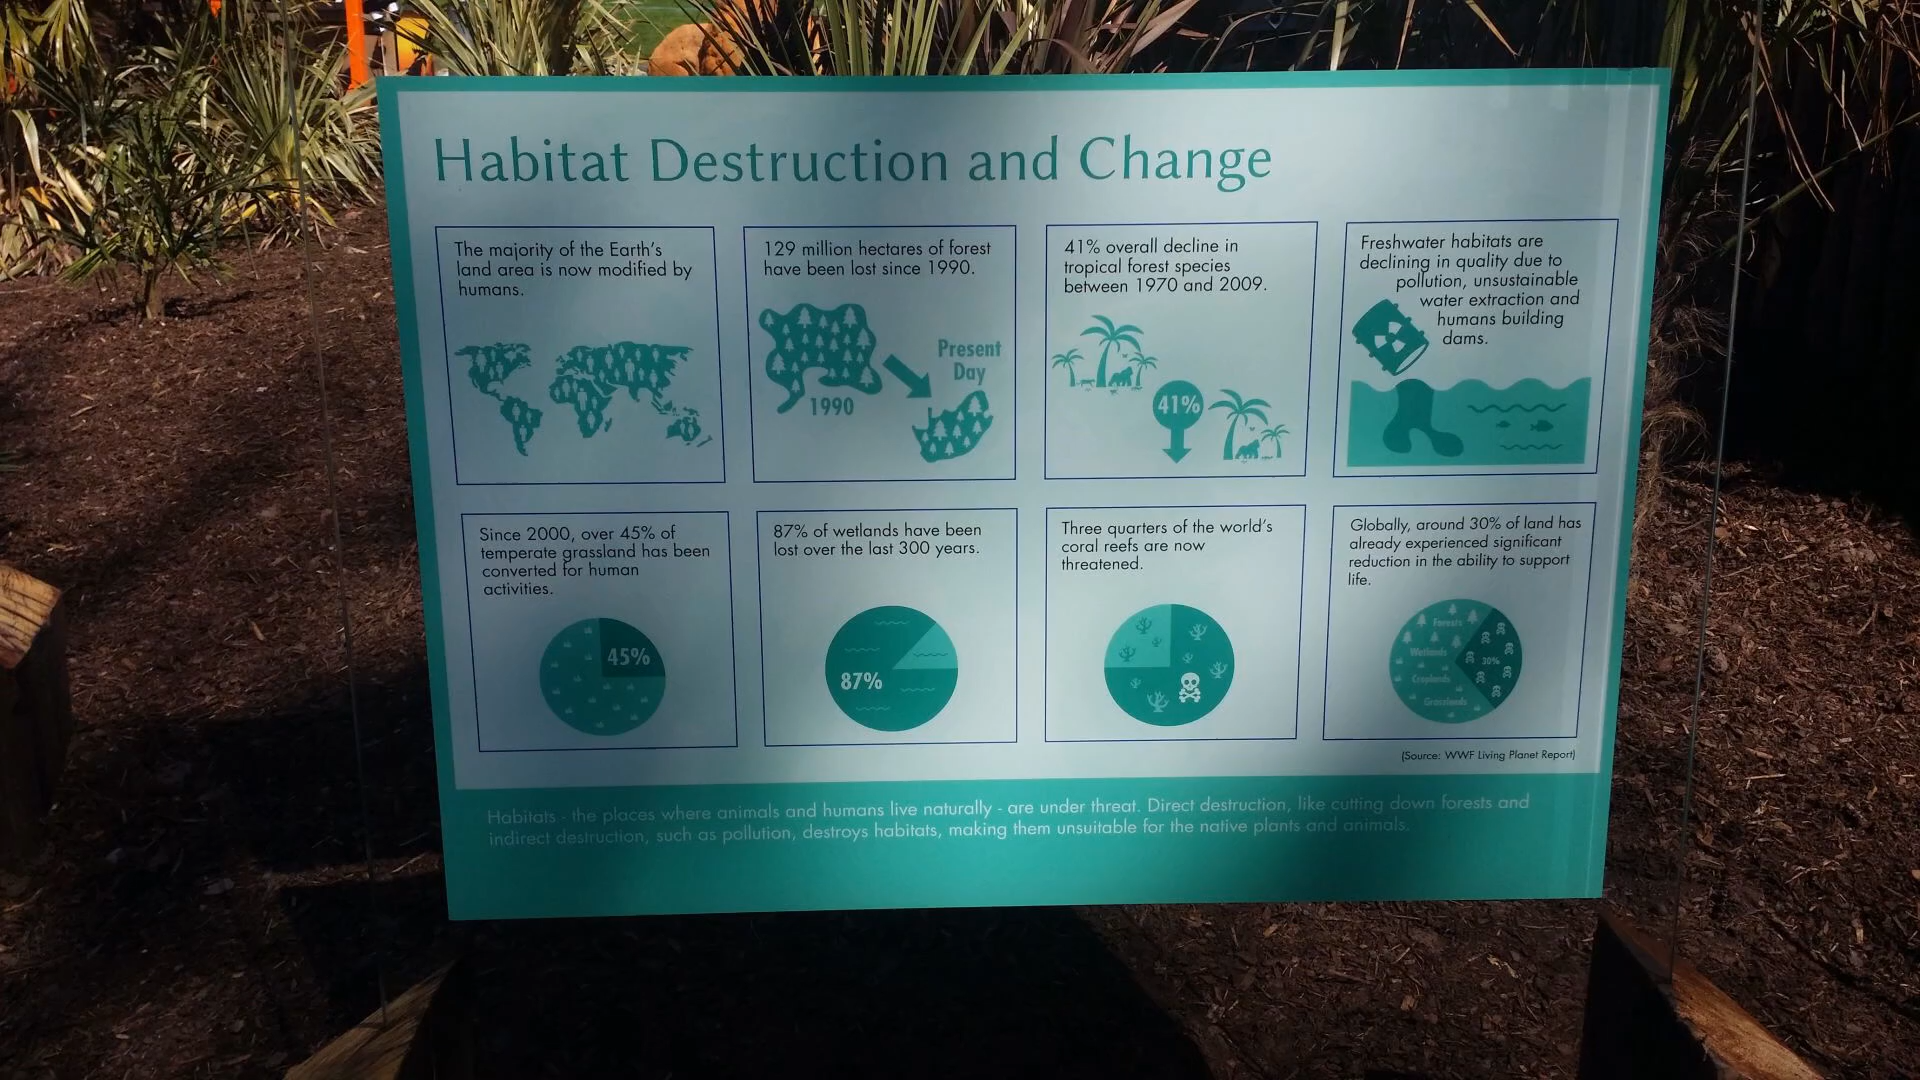 Habitat Destruction and Change
The majority of the Earth's
land area is now modified by
humans.
129 million hectares of forest
have been lost since 1990.
1990
Present
Day
41% overall decline in
tropical forest species
between 1970 and 2009.
41%
Freshwater habitats are
declining in quality due to
pollution, unsustainable
water extraction and
humans building
dams.
Since 2000, over 45% of
temperate grassland has been
converted for human
activities.
45%
87% of wetlands have been
lost over the last 300 years.
87%
Three quarters of the world's
coral reefs are now
threatened.
Globally, around 30% of land has
already experienced significant
reduction in the ability to support
life.
Forests
Wetlands
30%
Croplands
Grasslands
(Source: WWF Living Planet Report)
Habitats - the places where animals and humans live naturally - are under threat. Direct destruction, like cutting down forests and
indirect destruction, such as pollution, destroys habitats, making them unsuitable for the native plants and animals.